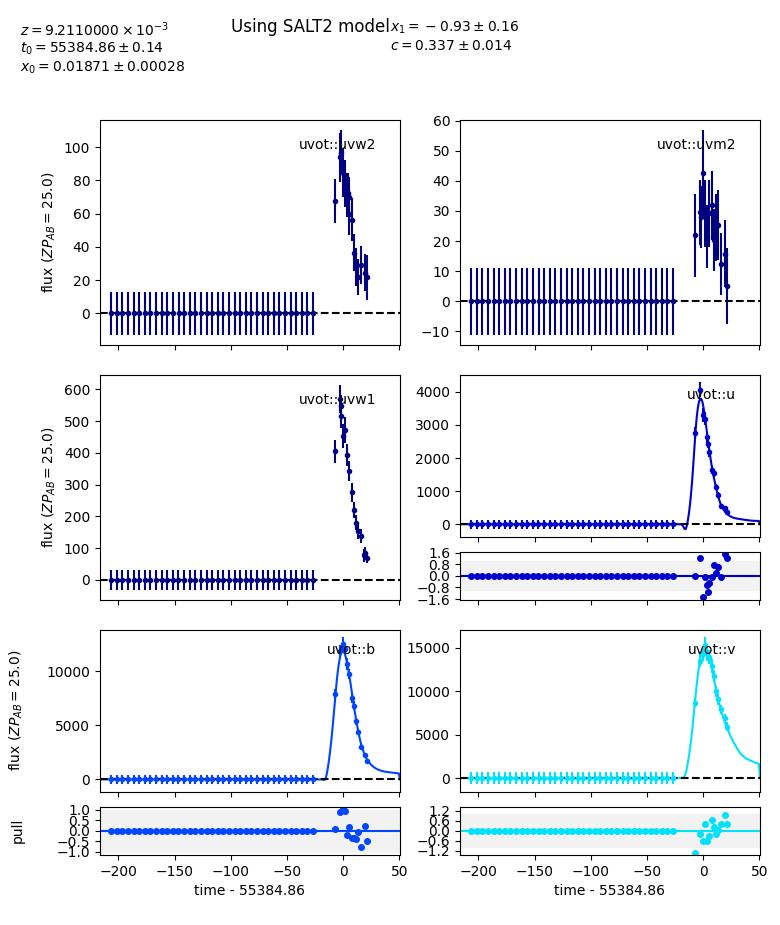 Using SALT2 model
z = 9.2110000 × 10⁻³
t₀ = 55384.86 ± 0.14
x₀ = 0.01871 ± 0.00028
x₁ = −0.93 ± 0.16
c = 0.337 ± 0.014
uvot::uvw2
flux (ZP_AB = 25.0)
100
80
60
40
20
0
uvot::uvm2
60
50
40
30
20
10
0
−10
uvot::uvw1
flux (ZP_AB = 25.0)
600
500
400
300
200
100
0
uvot::u
4000
3000
2000
1000
0
1.6
0.8
0.0
−0.8
−1.6
uvot::b
flux (ZP_AB = 25.0)
10000
5000
0
pull
1.0
0.5
0.0
−0.5
−1.0
−200 −150 −100 −50 0 50
time - 55384.86
uvot::v
15000
10000
5000
0
1.2
0.6
0.0
−0.6
−1.2
−200 −150 −100 −50 0 50
time - 55384.86